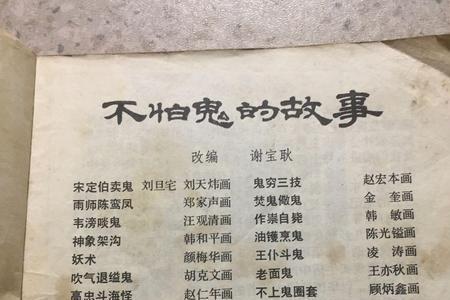 不怕鬼的故事
改编 谢宝耿
宋定伯卖鬼 刘旦宅 刘天炜画 鬼穷三技 赵宏本画
雨师陈鸾凤 郑家声画 焚鬼儆鬼 金奎画
韦滂啖鬼 汪观清画 作祟自毙 韩敏画
神象架沟 韩和平画 油镬烹鬼 陈光镒画
妖术 颜梅华画 王仆斗鬼 凌涛画
吹气退缢鬼 胡克文画 老面鬼 王亦秋画
高忠斗海怪 赵仁年画 不上鬼圈套 顾炳鑫画